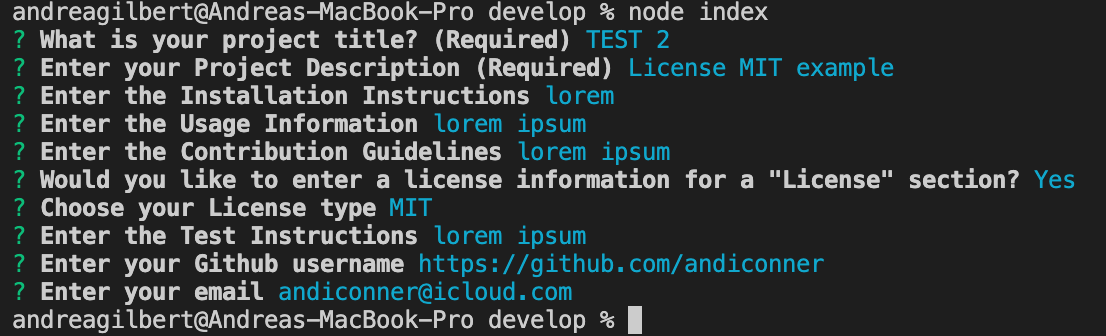 andreagilbert@Andreas-MacBook-Pro develop % node index
? What is your project title? (Required) TEST 2
? Enter your Project Description (Required) License MIT example
? Enter the Installation Instructions lorem
? Enter the Usage Information lorem ipsum
? Enter the Contribution Guidelines lorem ipsum
? Would you like to enter a license information for a "License" section? Yes
? Choose your License type MIT
? Enter the Test Instructions lorem ipsum
? Enter your Github username https://github.com/andiconner
? Enter your email andiconner@icloud.com
andreagilbert@Andreas-MacBook-Pro develop %